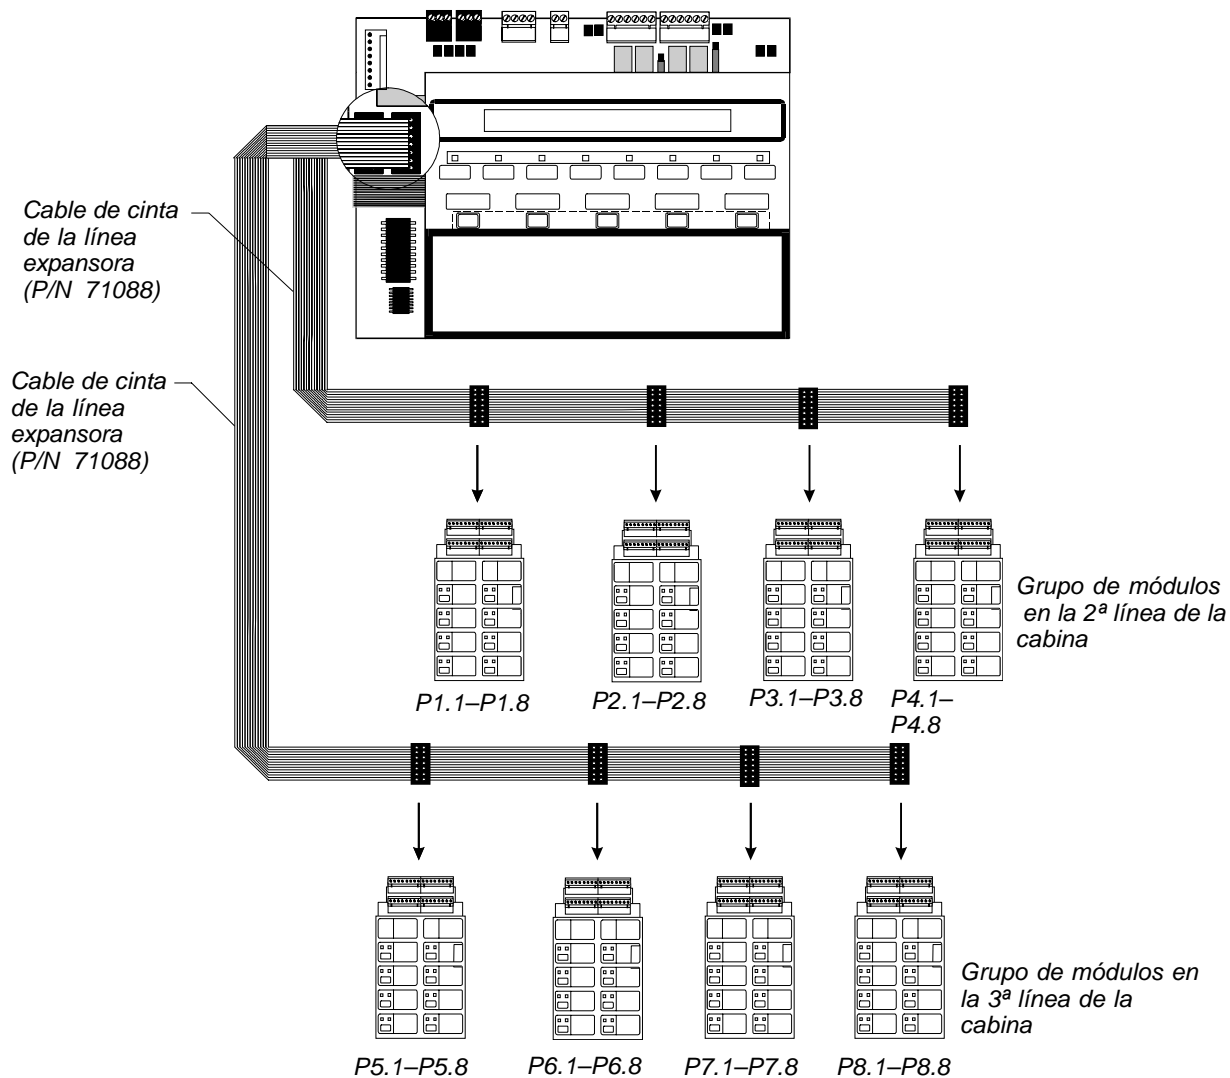 Cable de cinta
de la línea
expansora
(P/N 71088)
Cable de cinta
de la línea
expansora
(P/N 71088)
Grupo de módulos
en la 2ª línea de la
cabina
P1.1–P1.8
P2.1–P2.8
P3.1–P3.8
P4.1–
P4.8
Grupo de módulos en
la 3ª línea de la
cabina
P5.1–P5.8
P6.1–P6.8
P7.1–P7.8
P8.1–P8.8